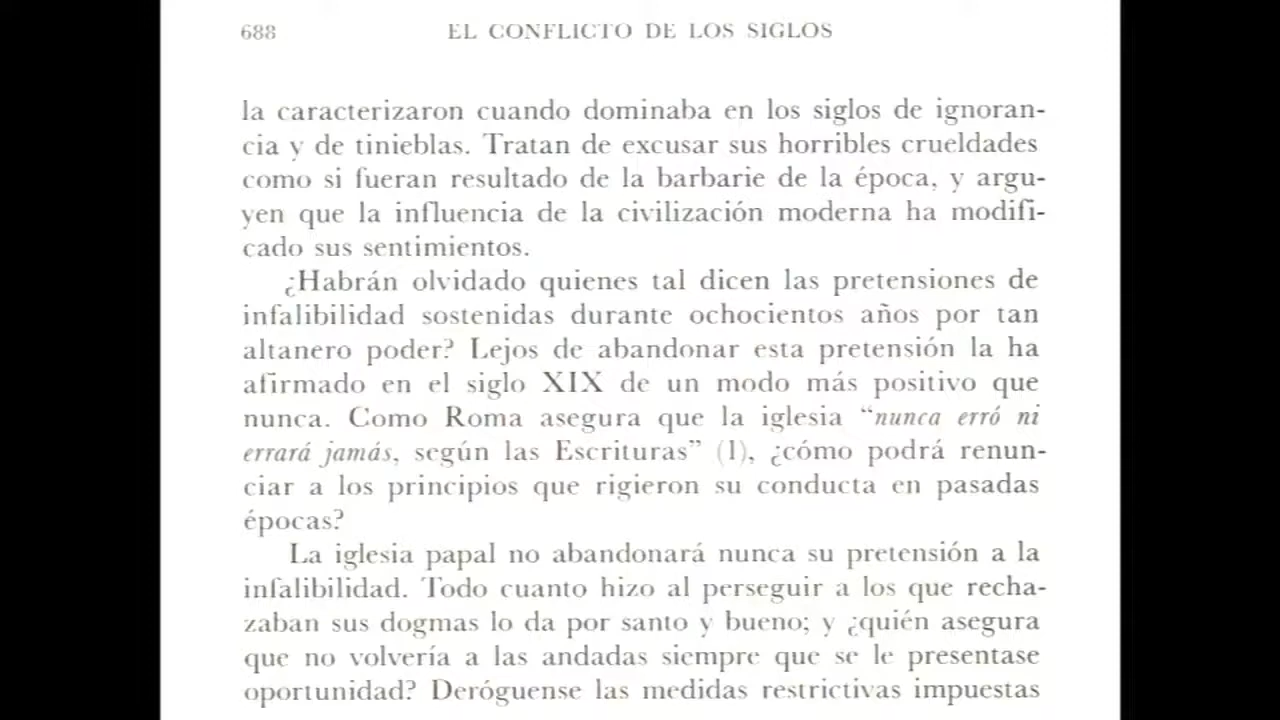 688 EL CONFLICTO DE LOS SIGLOS
la caracterizaron cuando dominaba en los siglos de ignoran-
cia y de tinieblas. Tratan de excusar sus horribles crueldades
como si fueran resultado de la barbarie de la época, y argu-
yen que la influencia de la civilización moderna ha modifi-
cado sus sentimientos.
¿Habrán olvidado quienes tal dicen las pretensiones de
infalibilidad sostenidas durante ochocientos años por tan
altanero poder? Lejos de abandonar esta pretensión la ha
afirmado en el siglo XIX de un modo más positivo que
nunca. Como Roma asegura que la iglesia “nunca erró ni
errará jamás, según las Escrituras” (1), ¿cómo podrá renun-
ciar a los principios que rigieron su conducta en pasadas
épocas?
La iglesia papal no abandonará nunca su pretensión a la
infalibilidad. Todo cuanto hizo al perseguir a los que recha-
zaban sus dogmas lo da por santo y bueno; y ¿quién asegura
que no volvería a las andadas siempre que se le presentase
oportunidad? Deróguense las medidas restrictivas impuestas